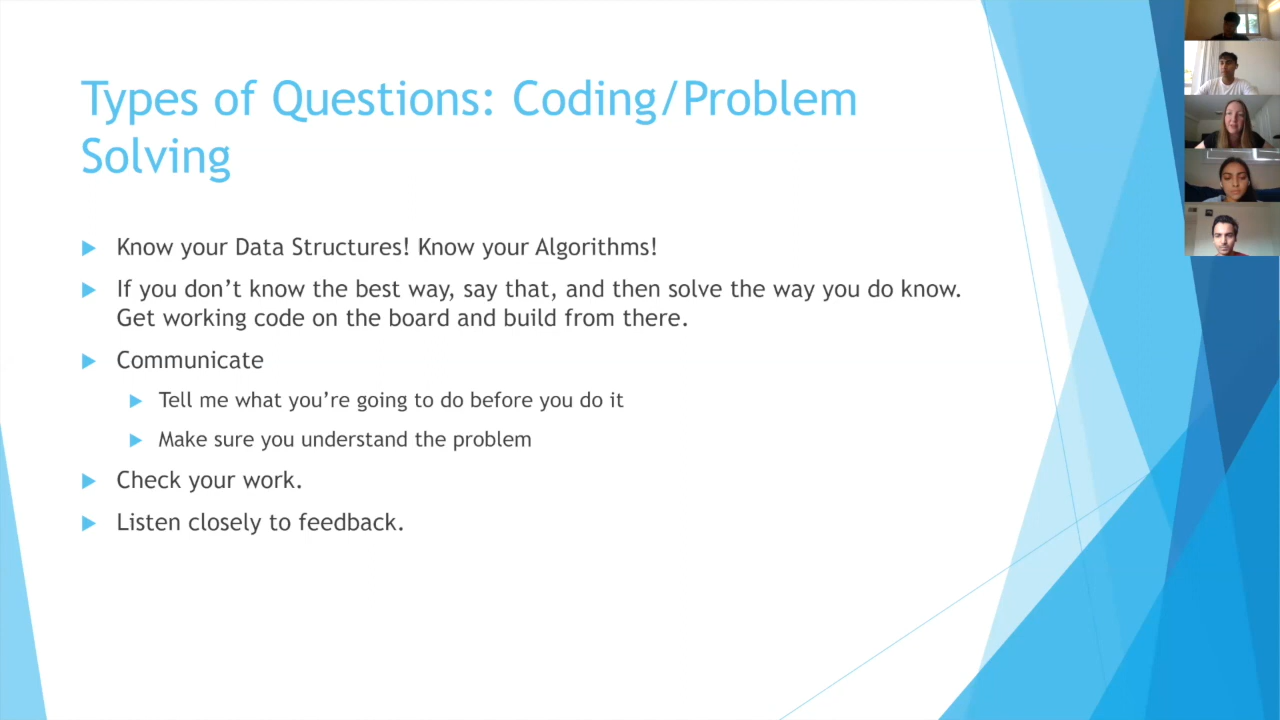 Types of Questions: Coding/Problem
Solving
Know your Data Structures! Know your Algorithms!
If you don’t know the best way, say that, and then solve the way you do know.
Get working code on the board and build from there.
Communicate
Tell me what you’re going to do before you do it
Make sure you understand the problem
Check your work.
Listen closely to feedback.